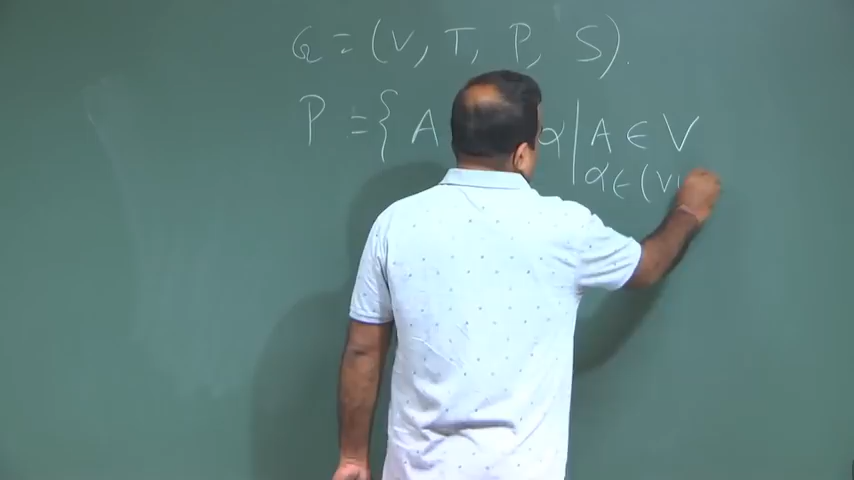 G = (V, T, P, S).
P = { A α | A ∈ V
α ∈ (V